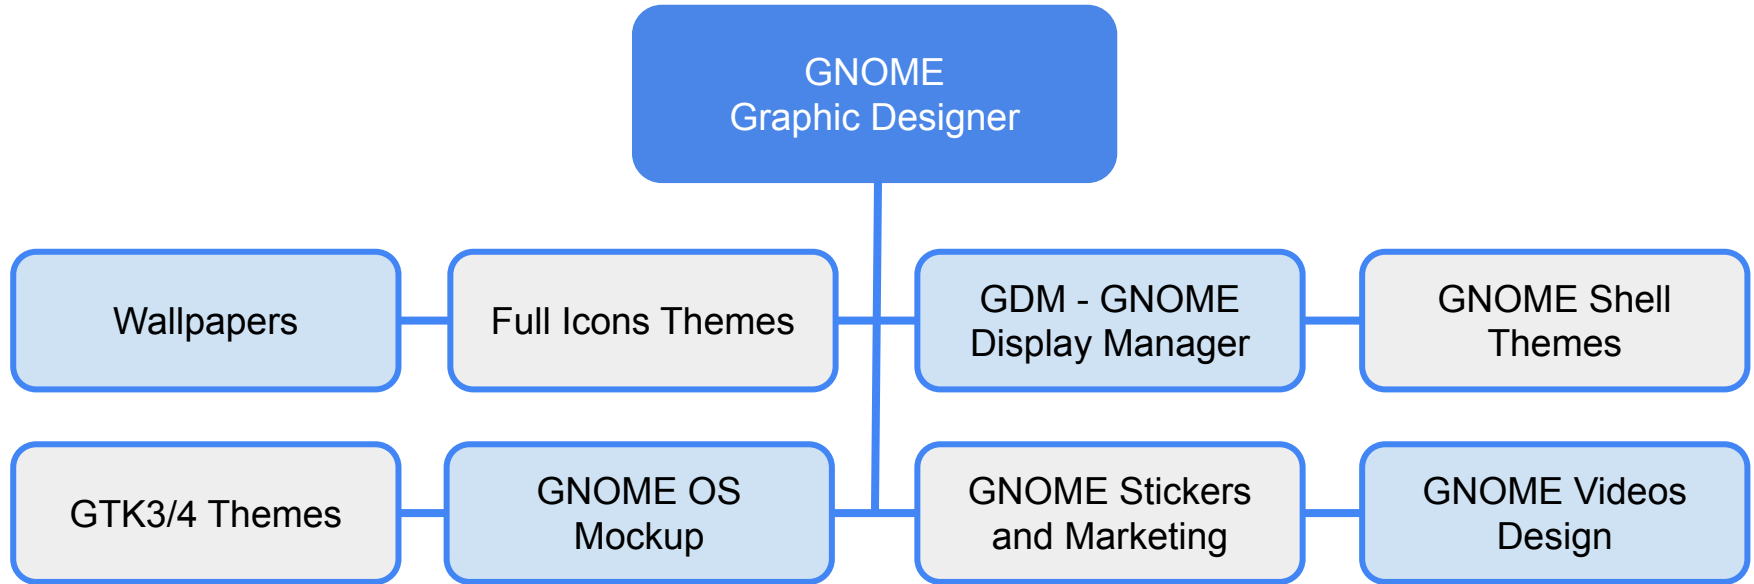 GNOME
Graphic Designer
Wallpapers
Full Icons Themes
GDM - GNOME
Display Manager
GNOME Shell
Themes
GTK3/4 Themes
GNOME OS
Mockup
GNOME Stickers
and Marketing
GNOME Videos
Design